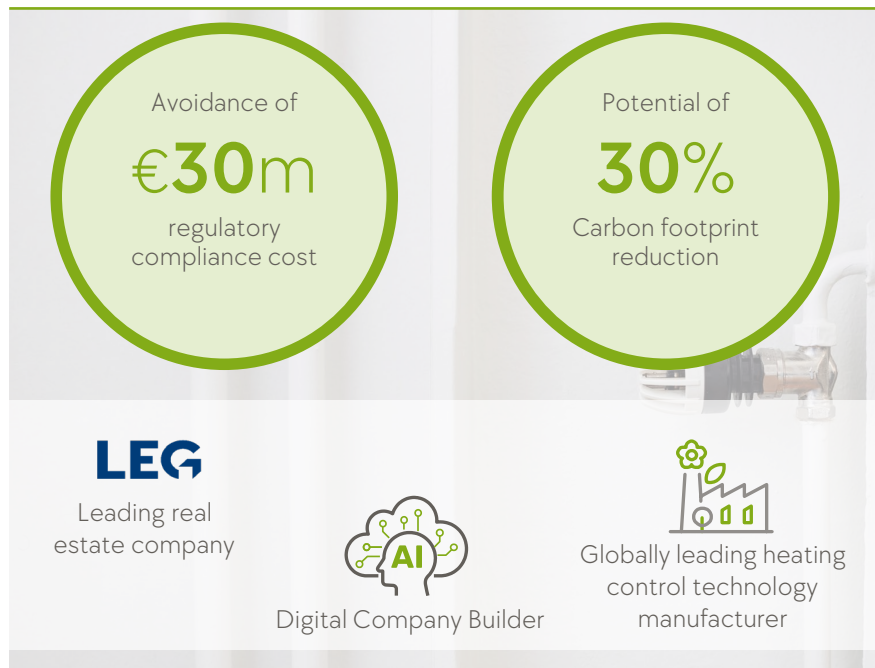 Avoidance of
€30m
regulatory
compliance cost
Potential of
30%
Carbon footprint
reduction
LEG
Leading real
estate company
AI
Digital Company Builder
Globally leading heating
control technology
manufacturer